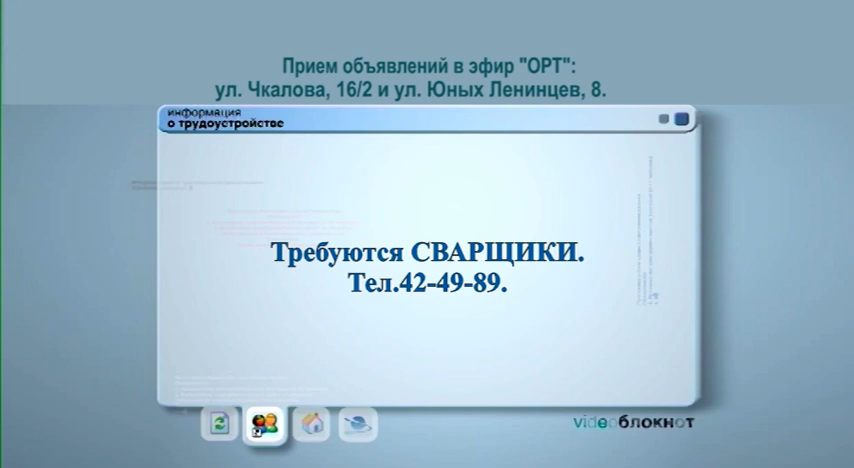 Прием объявлений в эфир "ОРТ":
ул. Чкалова, 16/2 и ул. Юных Ленинцев, 8.
информация
о трудоустройстве
Требуются СВАРЩИКИ.
Тел.42-49-89.
videoблокнот